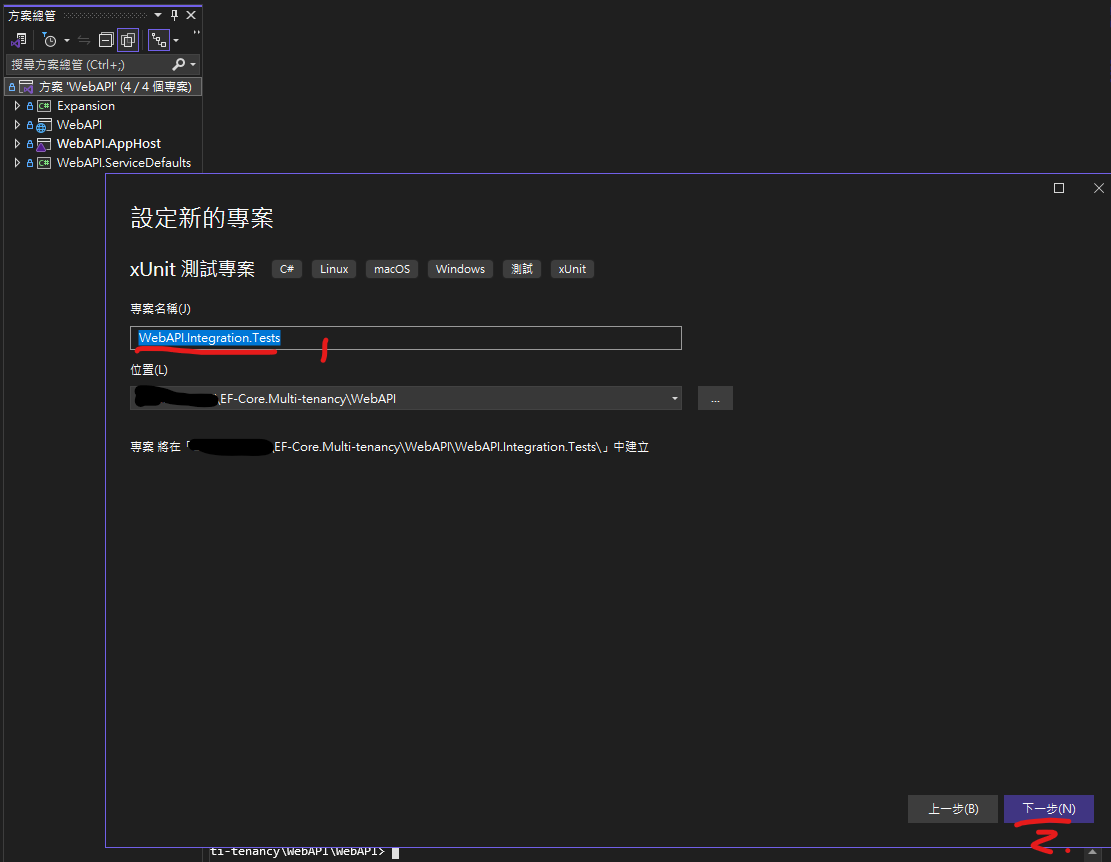 方案總管
搜尋方案總管 (Ctrl+;)
方案 'WebAPI' (4 / 4 個專案)
C# Expansion
WebAPI
WebAPI.AppHost
C# WebAPI.ServiceDefaults
設定新的專案
xUnit 測試專案 C# Linux macOS Windows 測試 xUnit
專案名稱(J)
WebAPI.Integration.Tests
1
位置(L)
\EF-Core.Multi-tenancy\WebAPI ...
專案 將在「 \EF-Core.Multi-tenancy\WebAPI\WebAPI.Integration.Tests\」中建立
上一步(B) 下一步(N)
2.
ti-tenancy\WebAPI\WebAPI>